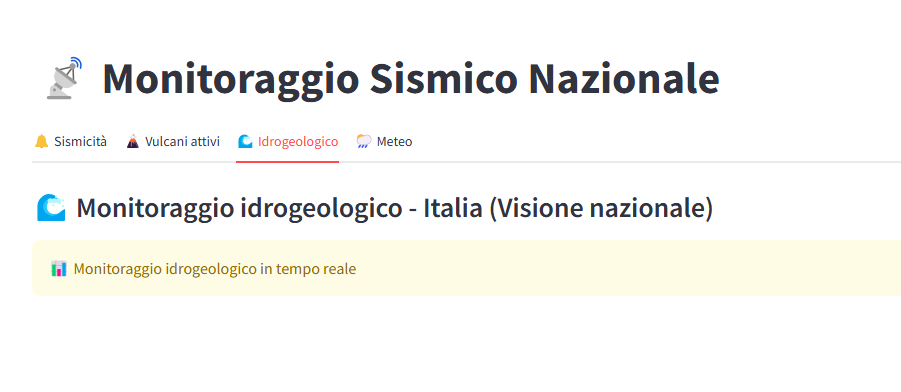 Monitoraggio Sismico Nazionale
Sismicità Vulcani attivi Idrogeologico Meteo
Monitoraggio idrogeologico - Italia (Visione nazionale)
Monitoraggio idrogeologico in tempo reale